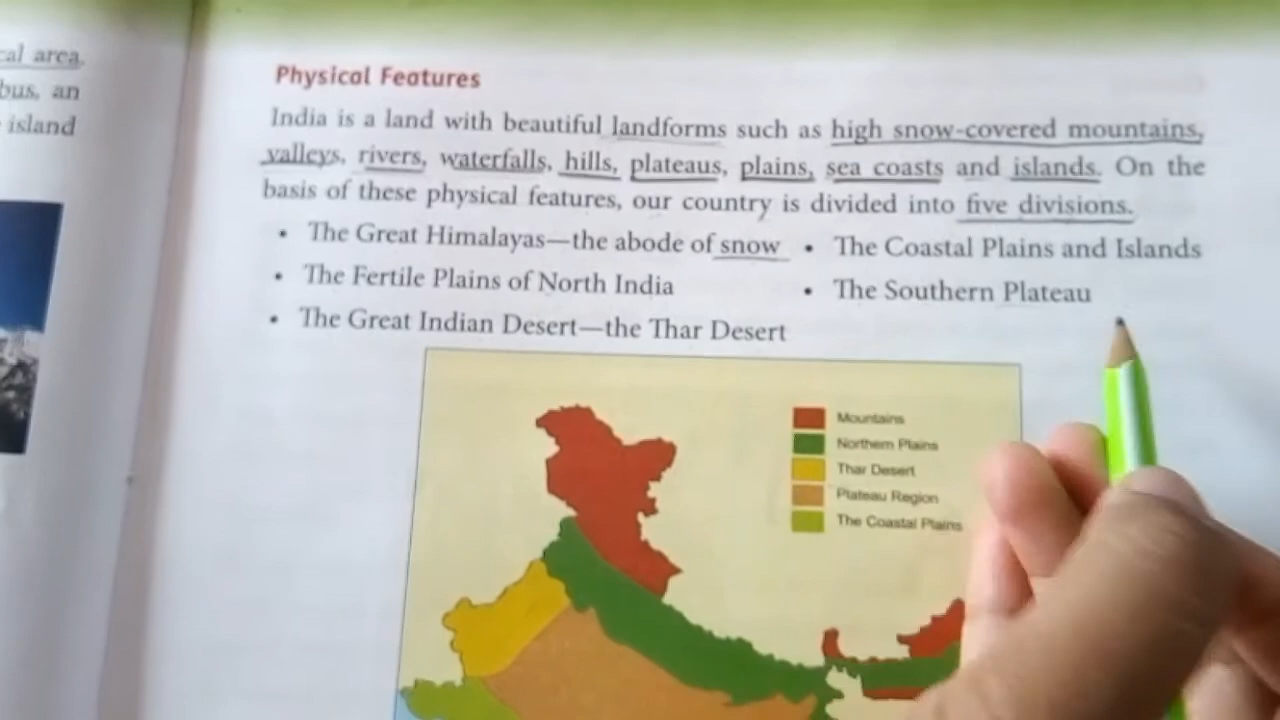 cal area,
bus, an
island
Physical Features
India is a land with beautiful landforms such as high snow-covered mountains,
valleys, rivers, waterfalls, hills, plateaus, plains, sea coasts and islands. On the
basis of these physical features, our country is divided into five divisions.
• The Great Himalayas—the abode of snow • The Coastal Plains and Islands
• The Fertile Plains of North India • The Southern Plateau
• The Great Indian Desert—the Thar Desert
Mountains
Northern Plains
Thar Desert
Plateau Region
The Coastal Plains